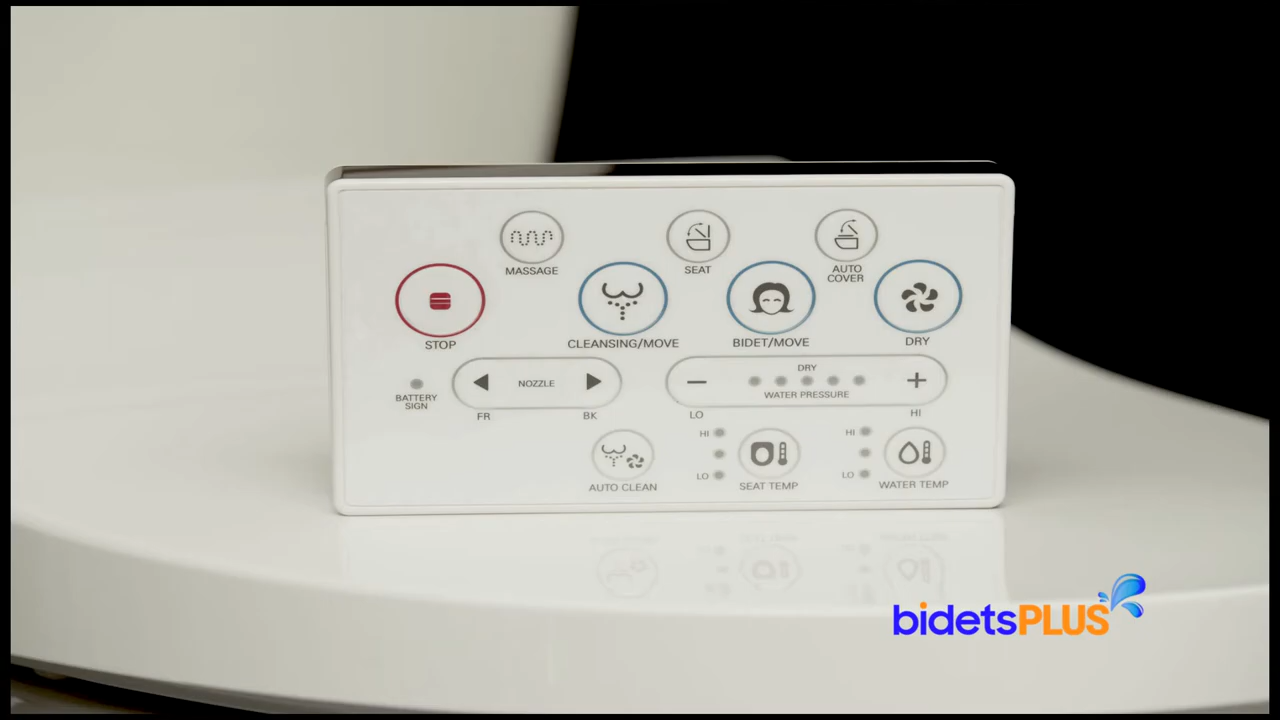 MASSAGE
SEAT
AUTO
COVER
STOP
CLEANSING/MOVE
BIDET/MOVE
DRY
BATTERY
SIGN
NOZZLE
FR
BK
DRY
WATER PRESSURE
LO
HI
AUTO CLEAN
HI
LO
SEAT TEMP
HI
LO
WATER TEMP
bidetsPLUS